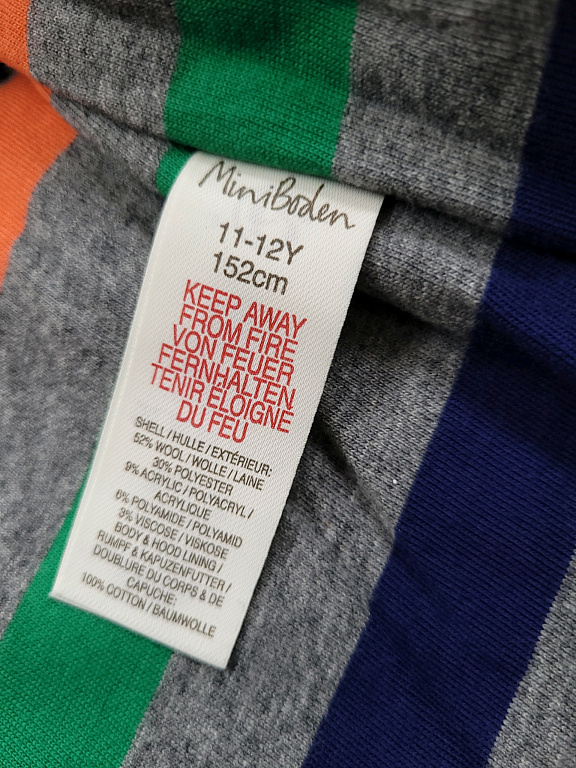 MiniBoden
11-12Y
152cm
KEEP AWAY
FROM FIRE
VON FEUER
FERNHALTEN
TENIR ÉLOIGNE
DU FEU
SHELL / HULLE / EXTÉRIEUR:
52% WOOL / WOLLE / LAINE
30% POLYESTER
9% ACRYLIC / POLYACRYL /
ACRYLIQUE
6% POLYAMIDE / POLYAMID
3% VISCOSE / VISKOSE
BODY & HOOD LINING /
RUMPF & KAPUZENFUTTER /
DOUBLURE DU CORPS & DE
CAPUCHE:
100% COTTON / BAUMWOLLE